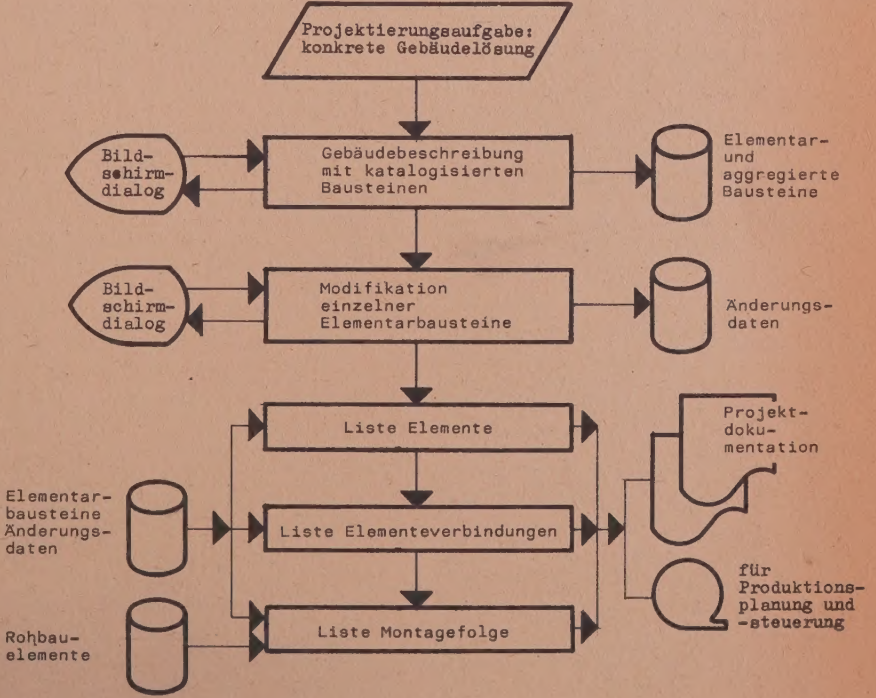 Projektierungsaufgabe:
konkrete Gebäudelösung
Bild-
schirm-
dialog
Gebäudebeschreibung
mit katalogisierten
Bausteinen
Elementar-
und
aggregierte
Bausteine
Bild-
schirm-
dialog
Modifikation
einzelner
Elementarbausteine
Änderungs-
daten
Liste Elemente
Projekt-
doku-
mentation
Elementar-
bausteine
Änderungs-
daten
Liste Elementeverbindungen
für
Produktions-
planung und
-steuerung
Rohbau-
elemente
Liste Montagefolge